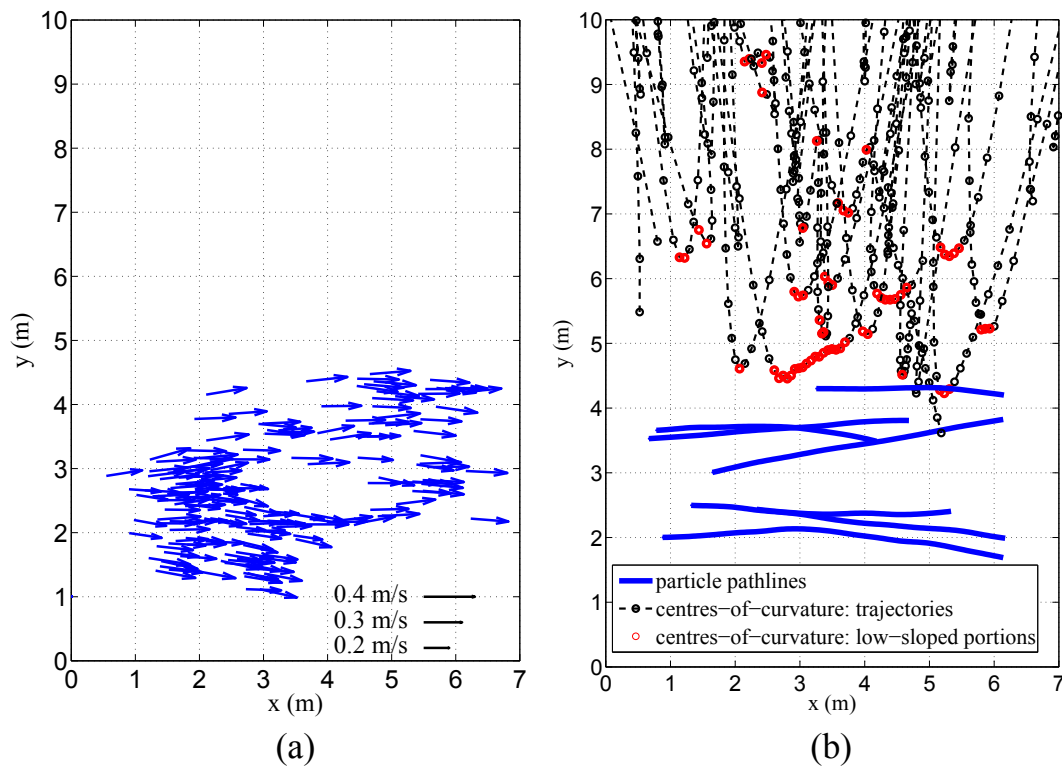 10
9
8
7
6
5
4
3
2
1
0
y (m)
0 1 2 3 4 5 6 7
x (m)
0.4 m/s
0.3 m/s
0.2 m/s
(a)
10
9
8
7
6
5
4
3
2
1
0
y (m)
0 1 2 3 4 5 6 7
x (m)
particle pathlines
centres−of−curvature: trajectories
centres−of−curvature: low−sloped portions
(b)